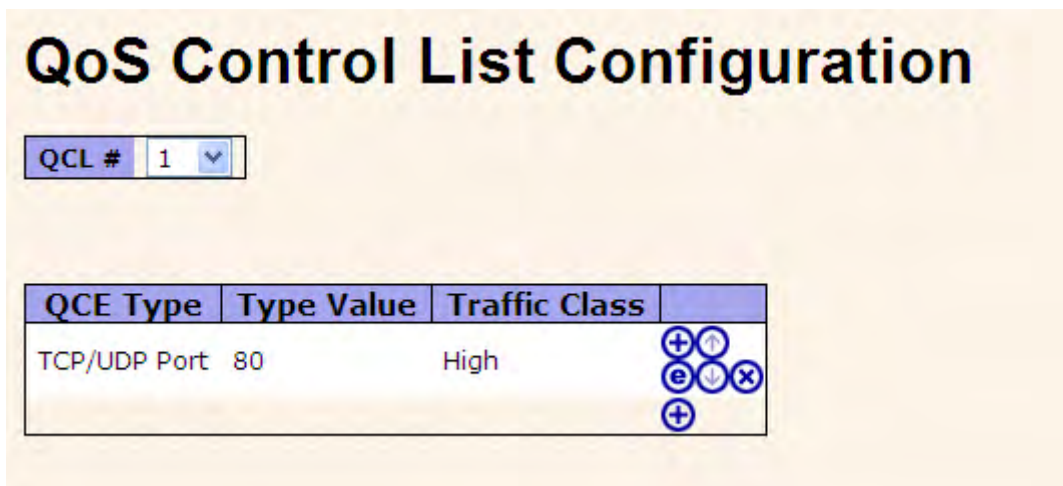 QoS Control List Configuration
QCL # 1
QCE Type Type Value Traffic Class
TCP/UDP Port 80 High
e